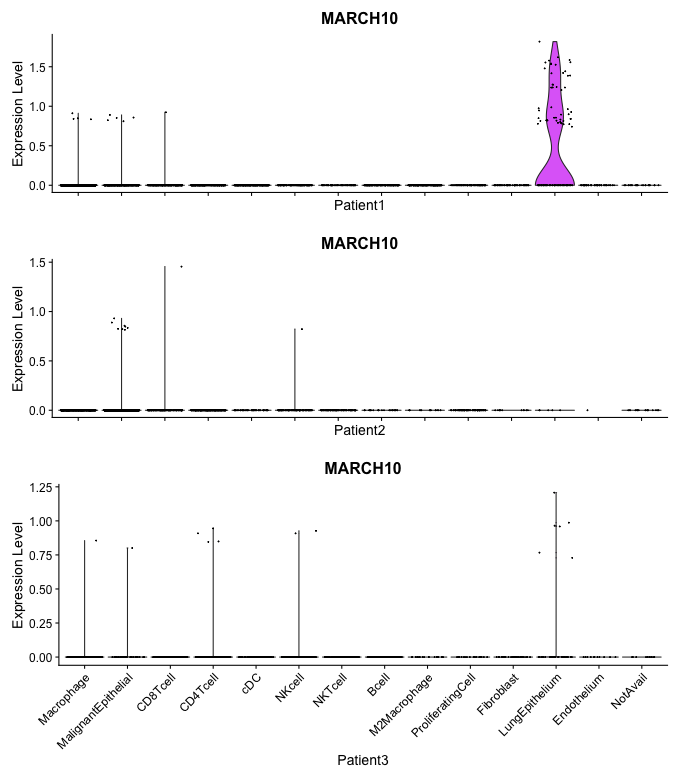 MARCH10
Expression Level
1.5
1.0
0.5
0.0
Patient1
MARCH10
Expression Level
1.5
1.0
0.5
0.0
Patient2
MARCH10
Expression Level
1.25
1.00
0.75
0.50
0.25
0.00
Macrophage
MalignantEpithelial
CD8Tcell
CD4Tcell
cDC
NKcell
NKTcell
Bcell
M2Macrophage
ProliferatingCell
Fibroblast
LungEpithelium
Endothelium
NotAvail
Patient3